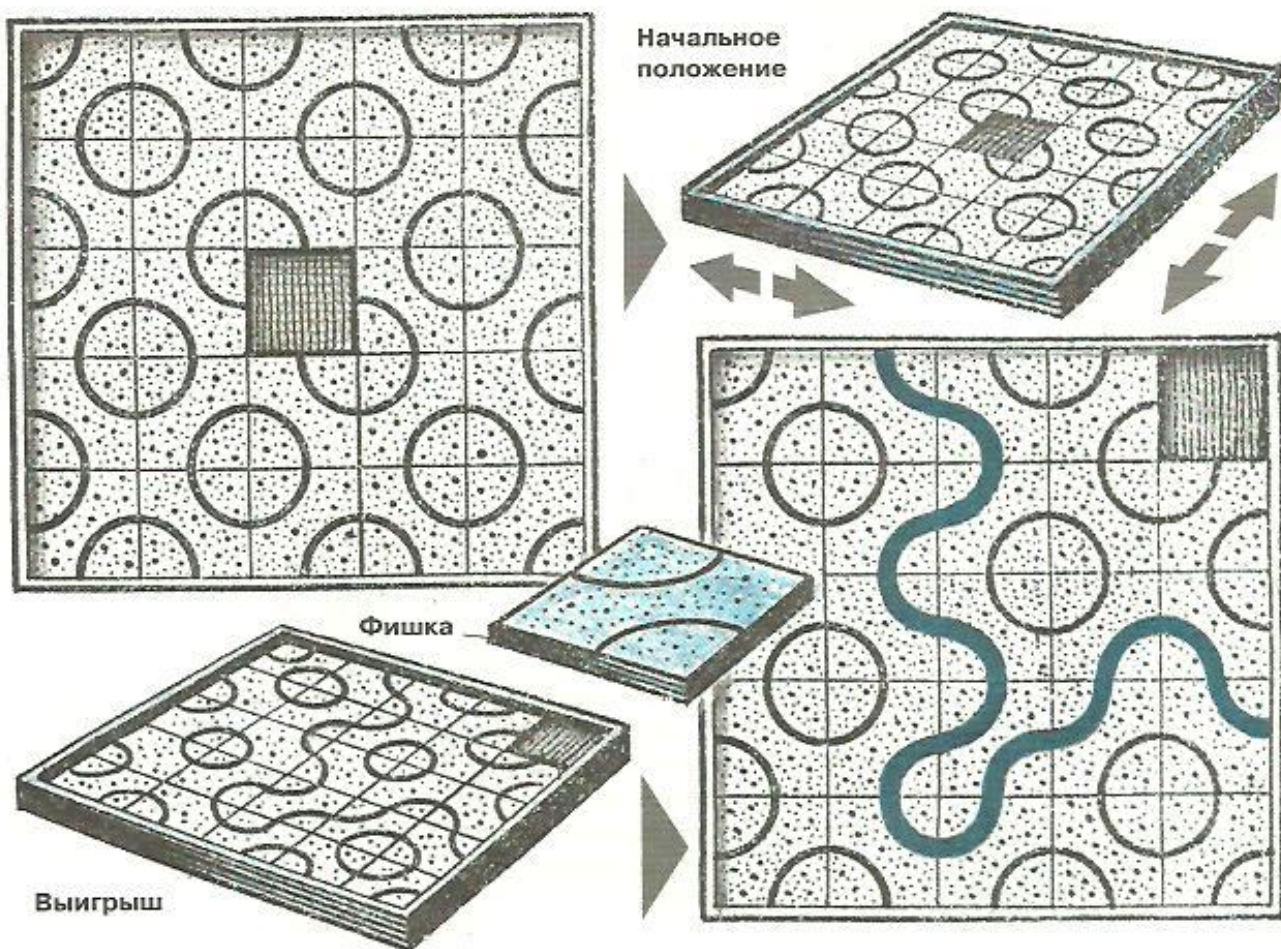 Начальное
положение
Фишка
Выигрыш